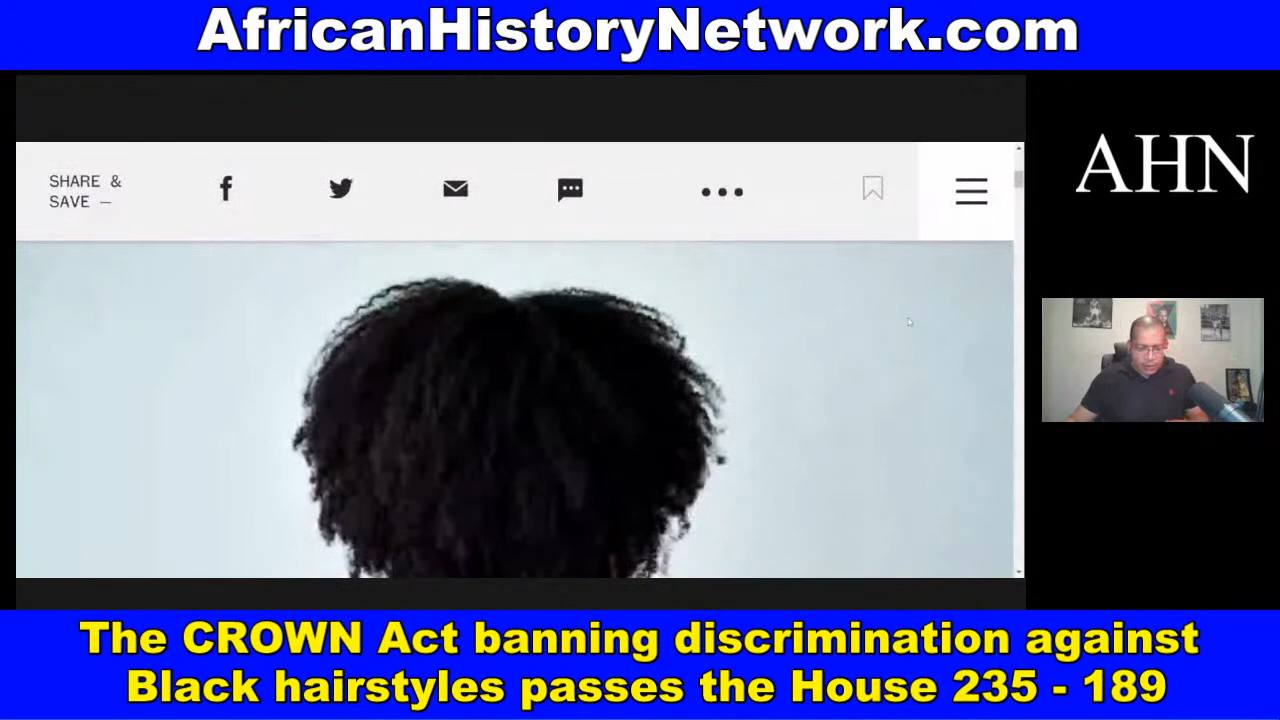 AfricanHistoryNetwork.com
SHARE &
SAVE —
AHN
The CROWN Act banning discrimination against
Black hairstyles passes the House 235 - 189